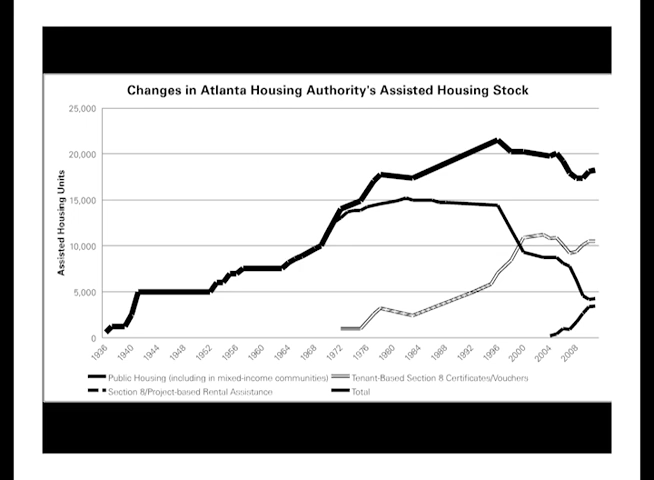 Changes in Atlanta Housing Authority's Assisted Housing Stock
25,000
20,000
15,000
10,000
5,000
0
Assisted Housing Units
1936 1940 1944 1948 1952 1956 1960 1964 1968 1972 1976 1980 1984 1988 1992 1996 2000 2004 2008
Public Housing (including in mixed-income communities) Tenant-Based Section 8 Certificates/Vouchers
Section 8/Project-based Rental Assistance Total